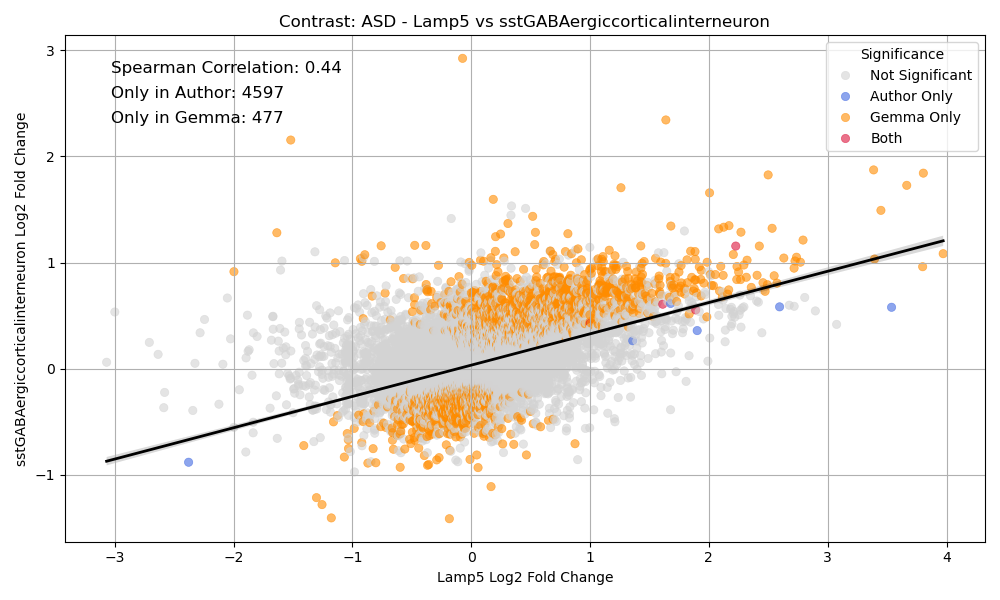 Contrast: ASD - Lamp5 vs sstGABAergiccorticalinterneuron
Spearman Correlation: 0.44
Only in Author: 4597
Only in Gemma: 477
Significance
Not Significant
Author Only
Gemma Only
Both
sstGABAergiccorticalinterneuron Log2 Fold Change
3
2
1
0
−1
−3
−2
−1
0
1
2
3
4
Lamp5 Log2 Fold Change